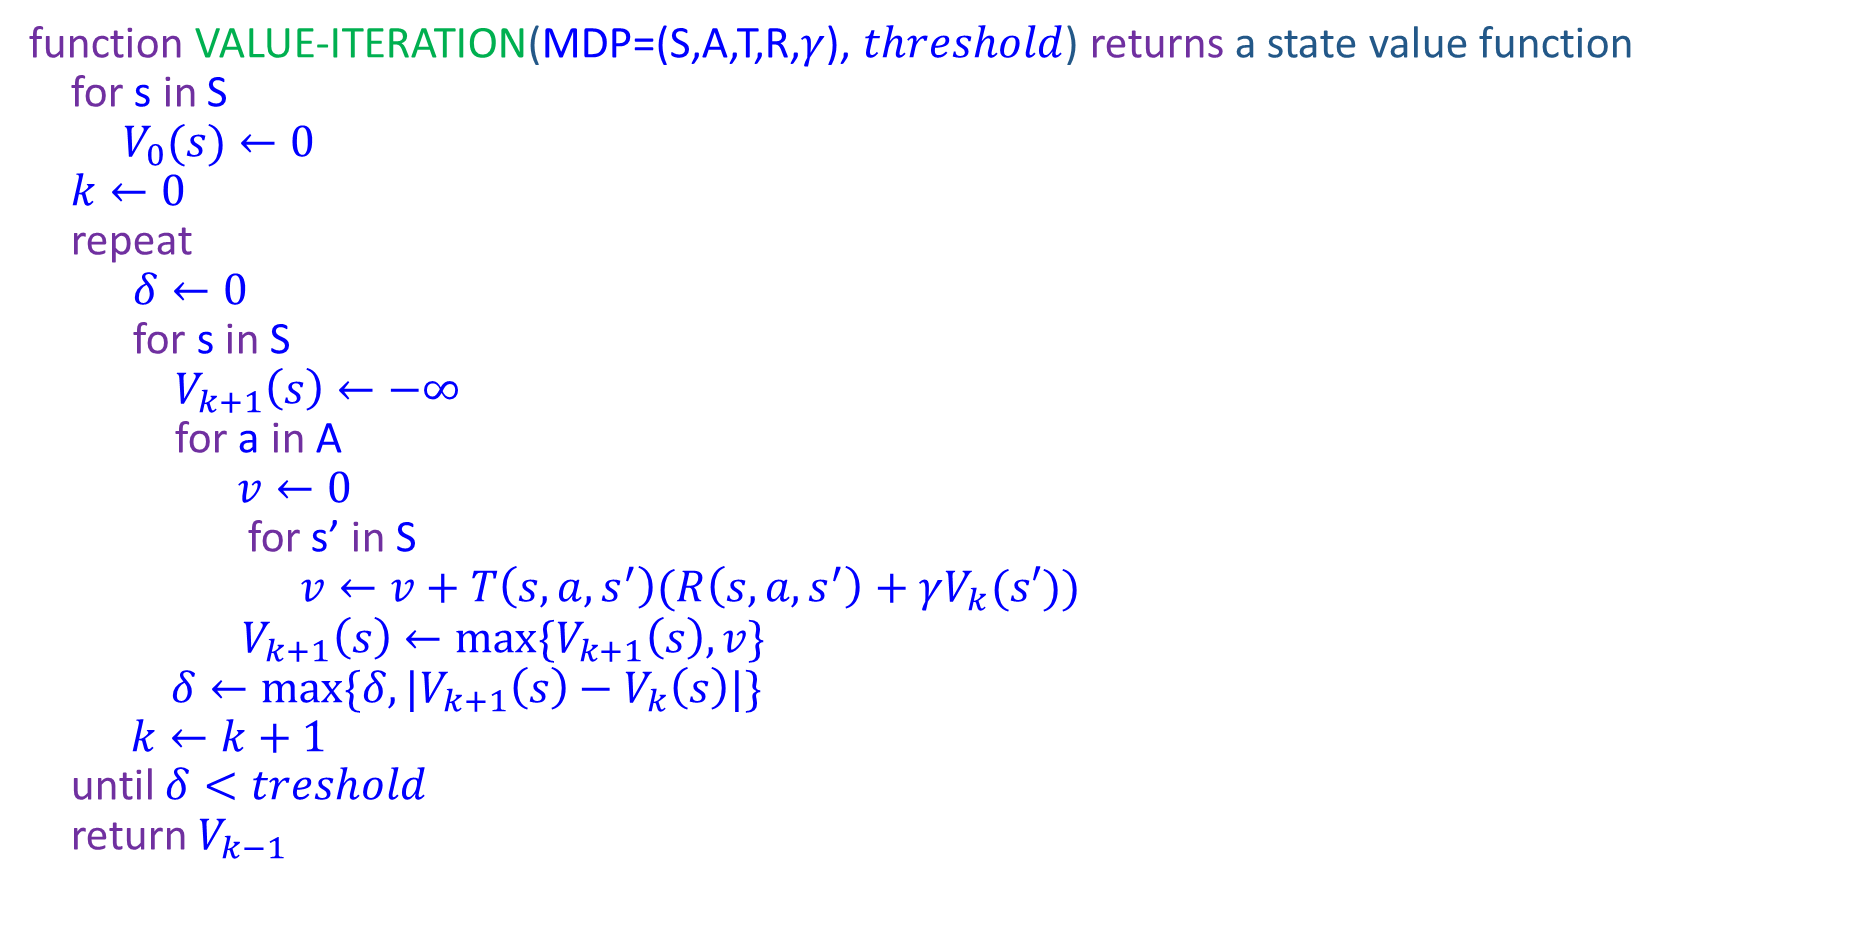 function VALUE-ITERATION(MDP=(S,A,T,R,γ), threshold) returns a state value function
for s in S
V₀(s) ← 0
k ← 0
repeat
δ ← 0
for s in S
Vₖ₊₁(s) ← −∞
for a in A
v ← 0
for s’ in S
v ← v + T(s, a, s′)(R(s, a, s′) + γVₖ(s′))
Vₖ₊₁(s) ← max{Vₖ₊₁(s), v}
δ ← max{δ, |Vₖ₊₁(s) − Vₖ(s)|}
k ← k + 1
until δ < treshold
return Vₖ₋₁